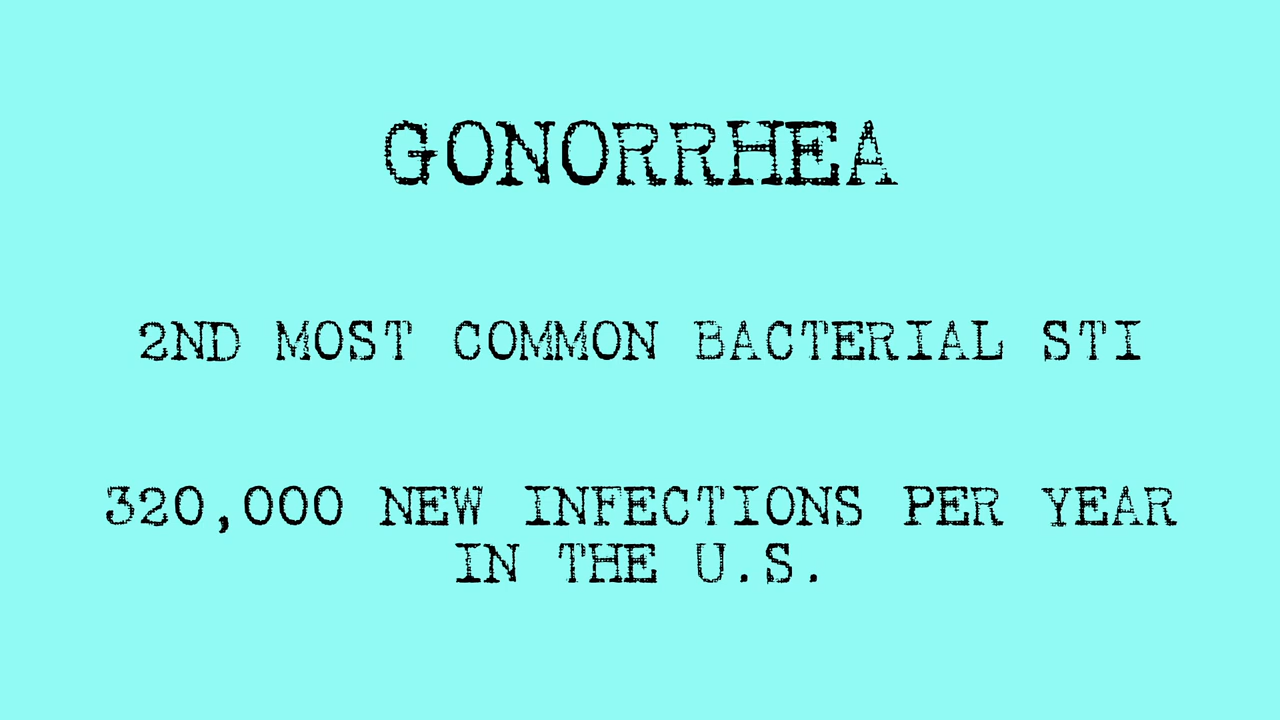 GONORRHEA
2ND MOST COMMON BACTERIAL STI
320,000 NEW INFECTIONS PER YEAR
IN THE U.S.